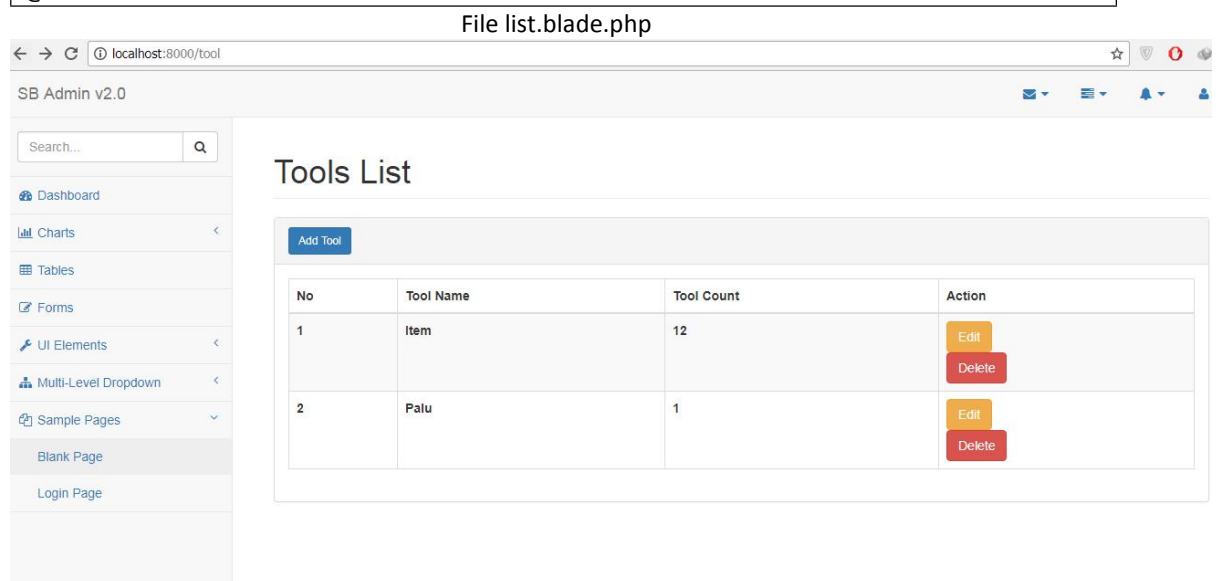 File list.blade.php
localhost:8000/tool
SB Admin v2.0
Search...
Dashboard
Charts
Tables
Forms
UI Elements
Multi-Level Dropdown
Sample Pages
Blank Page
Login Page
Tools List
Add Tool
No Tool Name Tool Count Action
1 Item 12 Edit
Delete
2 Palu 1 Edit
Delete